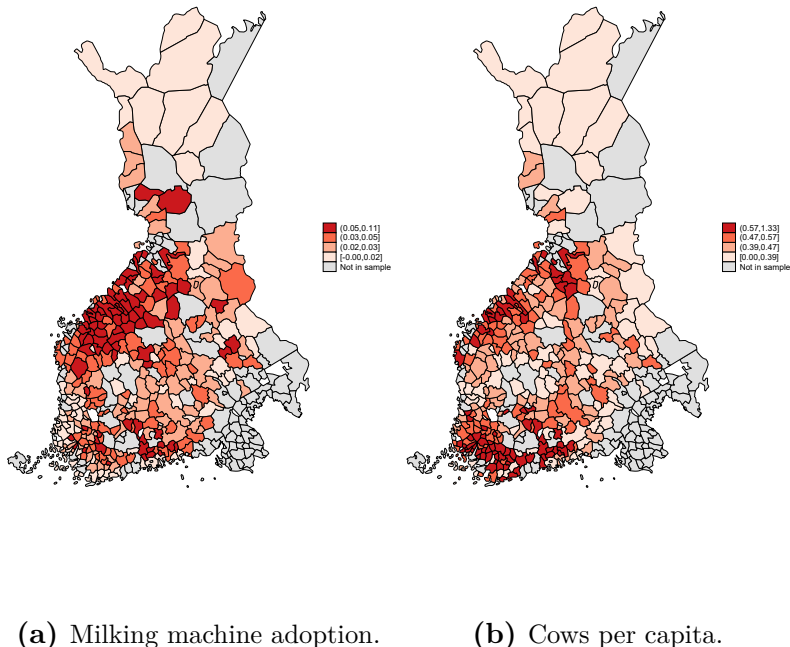 (0.05,0.11]
(0.03,0.05]
(0.02,0.03]
[-0.00,0.02]
Not in sample
(0.57,1.33]
(0.47,0.57]
(0.39,0.47]
[0.00,0.39]
Not in sample
(a) Milking machine adoption.
(b) Cows per capita.